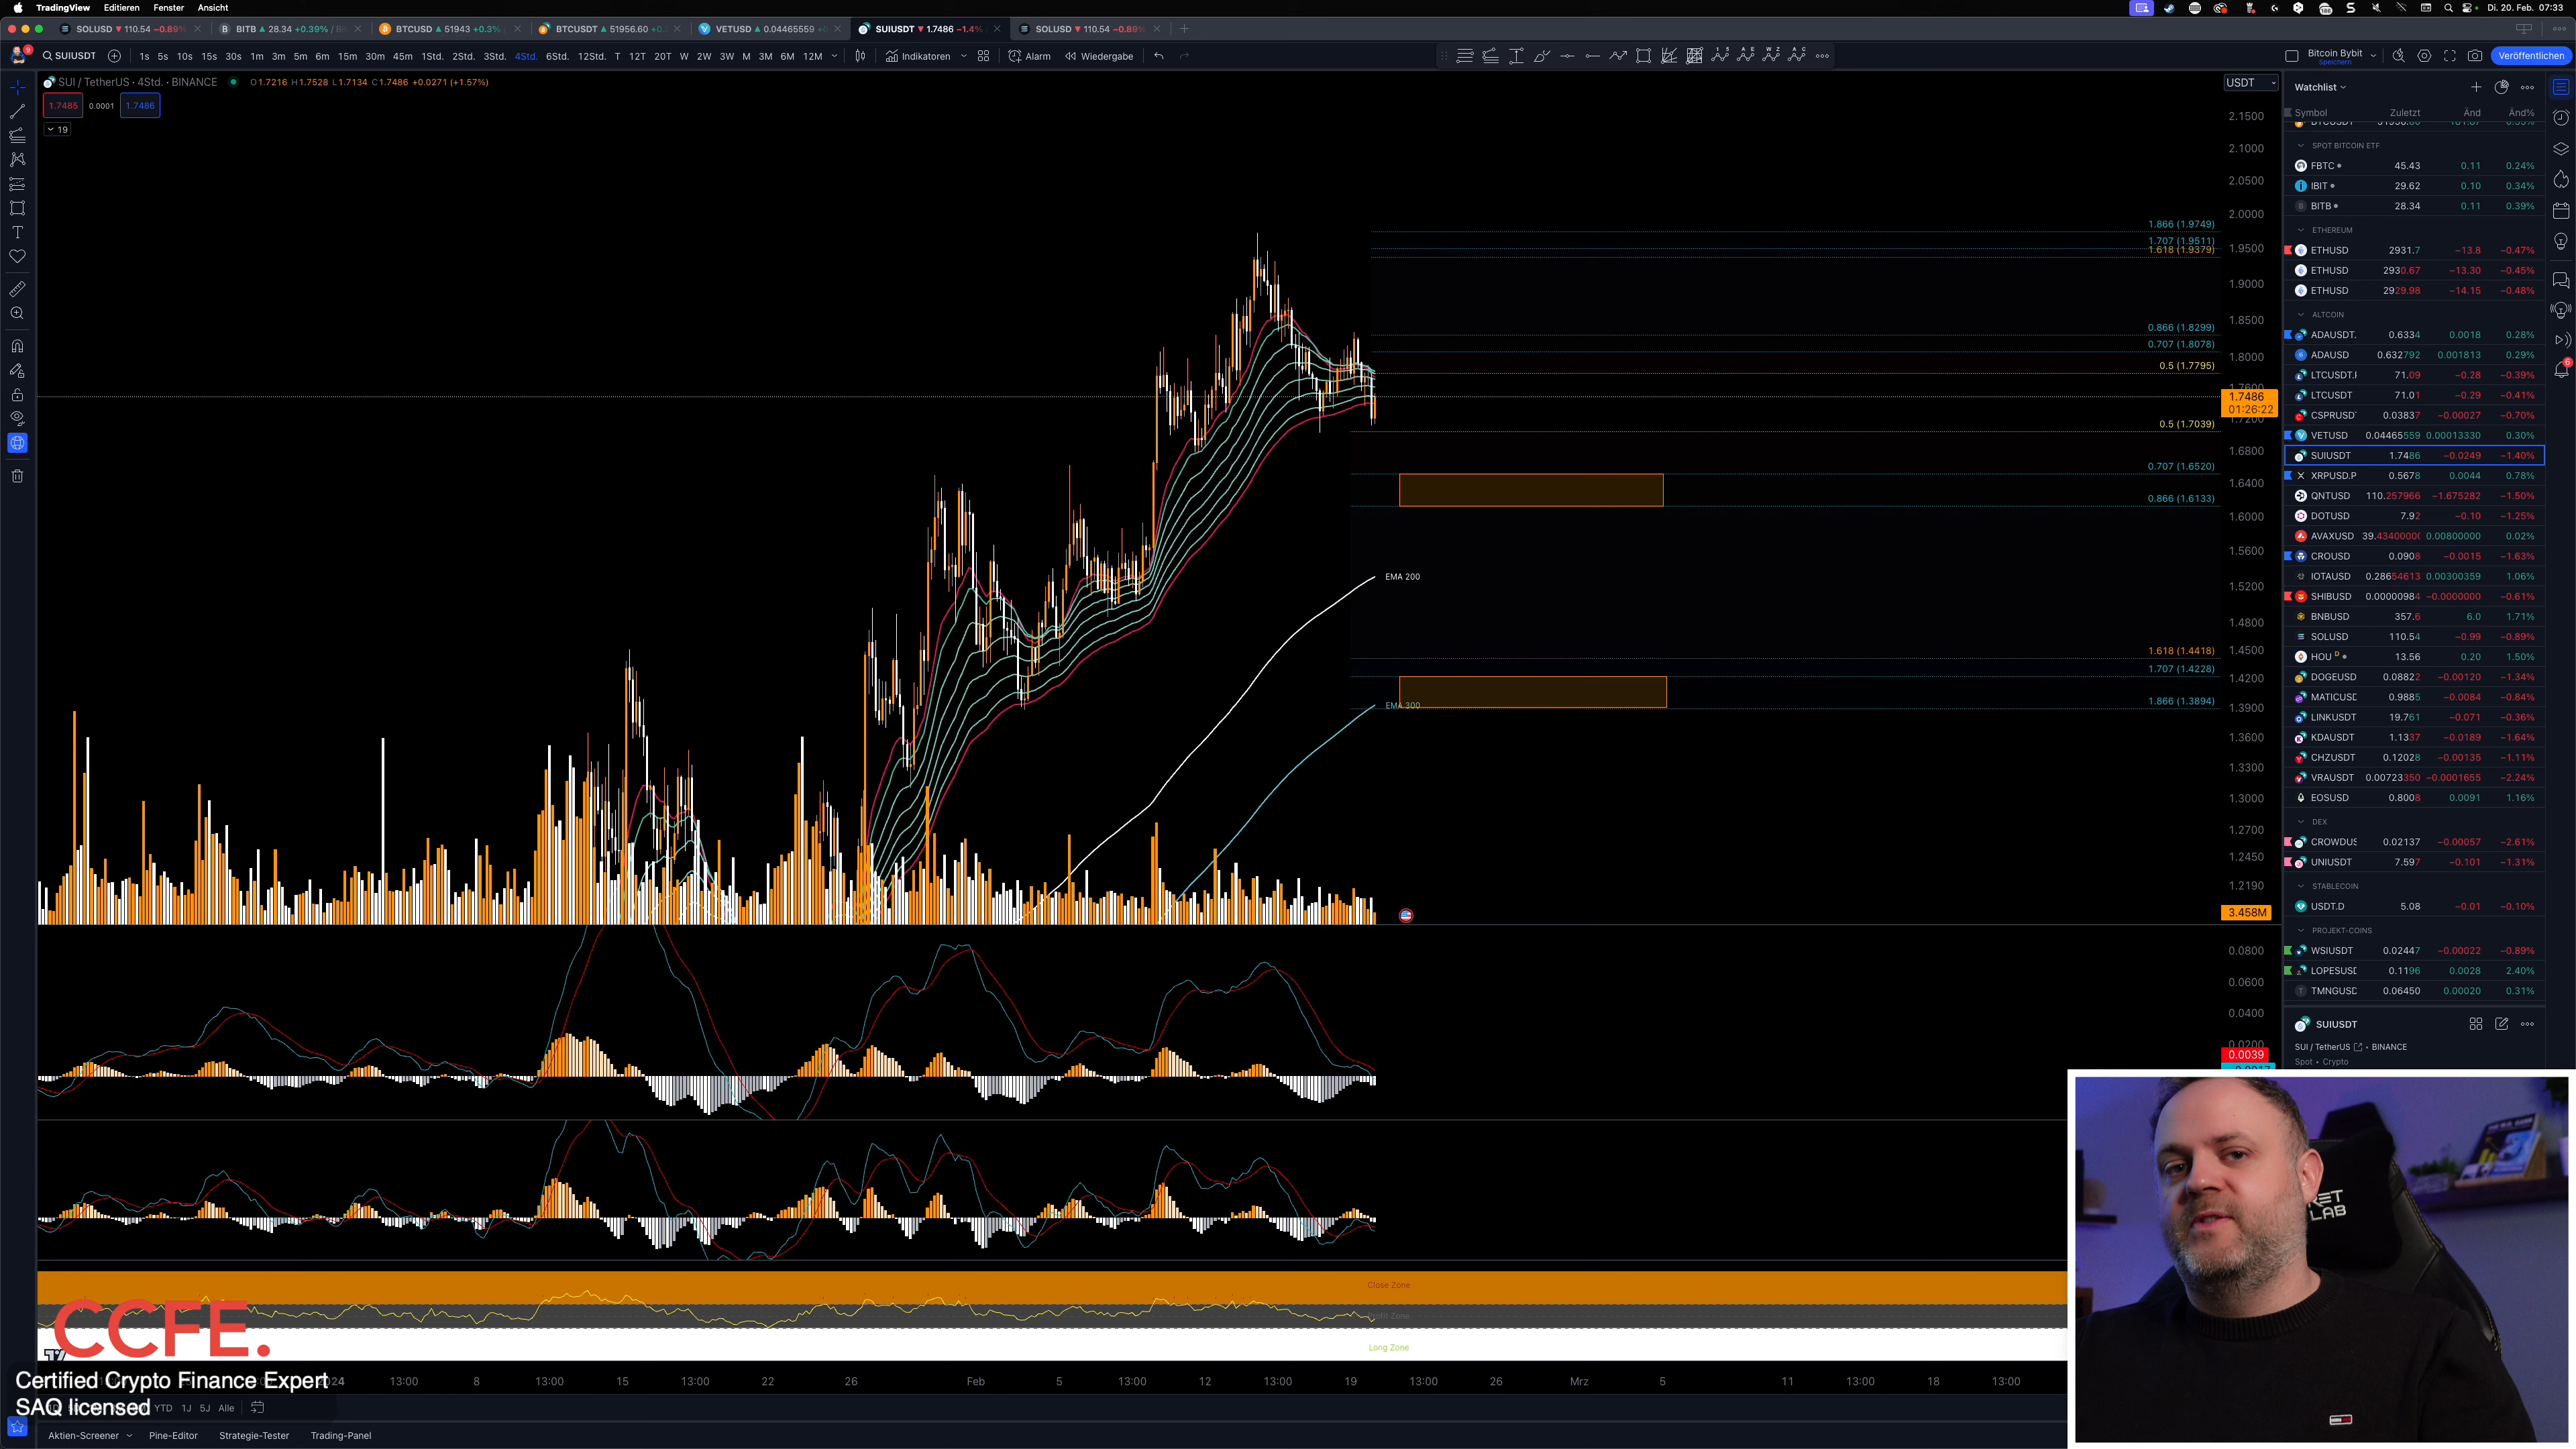 TradingView Editieren Fenster Ansicht
Di. 20. Feb. 07:33
SOLUSD 110.54 −0.89%
BITB 28.34 +0.39%
BTCUSD 51943 +0.3%
BTCUSDT 51956.60
VETUSD 0.04465559
SUIUSDT 1.7486 −1.4%
SOLUSD 110.54 −0.89%
SUIUSDT 1s 5s 10s 15s 30s 1m 3m 5m 6m 15m 30m 45m 1Std. 2Std. 3Std. 4Std. 6Std. 12Std. T 12T 20T W 2W 3W M 3M 6M 12M Indikatoren Alarm Wiedergabe
Bitcoin Bybit
Speichern
Veröffentlichen
SUI / TetherUS · 4Std. · BINANCE O1.7216 H1.7528 L1.7134 C1.7486 +0.0271 (+1.57%)
1.7485 0.0001 1.7486
19
USDT
2.1500
2.1000
2.0500
2.0000
1.9500
1.9000
1.8500
1.8000
1.7600
1.7486
01:26:22
1.7200
1.6800
1.6400
1.6000
1.5600
1.5200
1.4800
1.4500
1.4200
1.3900
1.3600
1.3300
1.3000
1.2700
1.2450
1.2190
3.458M
0.0800
0.0600
0.0400
0.0200
0.0039
1.866 (1.9749)
1.707 (1.9511)
1.618 (1.9379)
0.866 (1.8299)
0.707 (1.8078)
0.5 (1.7795)
0.5 (1.7039)
0.707 (1.6520)
0.866 (1.6133)
EMA 200
1.618 (1.4418)
1.707 (1.4228)
1.866 (1.3894)
EMA 300
Close Zone
Long Zone
Watchlist
Symbol Zuletzt Änd Änd%
SPOT BITCOIN ETF
FBTC 45.43 0.11 0.24%
IBIT 29.62 0.10 0.34%
BITB 28.34 0.11 0.39%
ETHEREUM
ETHUSD 2931.7 −13.8 −0.47%
ETHUSD 2930.67 −13.30 −0.45%
ETHUSD 2929.98 −14.15 −0.48%
ALTCOIN
ADAUSDT. 0.6334 0.0018 0.28%
ADAUSD 0.632792 0.001813 0.29%
LTCUSDT.I 71.09 −0.28 −0.39%
LTCUSDT 71.01 −0.29 −0.41%
CSPRUSD 0.03837 −0.00027 −0.70%
VETUSD 0.04465559 0.00013330 0.30%
SUIUSDT 1.7486 −0.0249 −1.40%
XRPUSD.P 0.5678 0.0044 0.78%
QNTUSD 110.257966 −1.675282 −1.50%
DOTUSD 7.92 −0.10 −1.25%
AVAXUSD 39.4340000 0.00800000 0.02%
CROUSD 0.0908 −0.0015 −1.63%
IOTAUSD 0.28654613 0.00300359 1.06%
SHIBUSD 0.00000984 −0.0000000 −0.61%
BNBUSD 357.6 6.0 1.71%
SOLUSD 110.54 −0.99 −0.89%
HOU D 13.56 0.20 1.50%
DOGEUSD 0.08822 −0.00120 −1.34%
MATICUSD 0.9885 −0.0084 −0.84%
LINKUSDT 19.761 −0.071 −0.36%
KDAUSDT 1.1337 −0.0189 −1.64%
CHZUSDT 0.12028 −0.00135 −1.11%
VRAUSDT 0.00723350 −0.0001655 −2.24%
EOSUSD 0.8008 0.0091 1.16%
DEX
CROWDUS 0.02137 −0.00057 −2.61%
UNIUSDT 7.597 −0.101 −1.31%
STABLECOIN
USDT.D 5.08 −0.01 −0.10%
PROJEKT-COINS
WSIUSDT 0.02447 −0.00022 −0.89%
LOPESUSD 0.1196 0.0028 2.40%
TMNGUSD 0.06450 0.00020 0.31%
SUIUSDT
SUI / TetherUS • BINANCE
Spot • Crypto
CCFE.
Certified Crypto Finance Expert
SAQ licensed
2024 13:00 8 13:00 15 13:00 22 26 Feb 5 13:00 12 13:00 19 13:00 26 Mrz 5 11 13:00 18 13:00
YTD 1J 5J Alle
Aktien-Screener Pine-Editor Strategie-Tester Trading-Panel